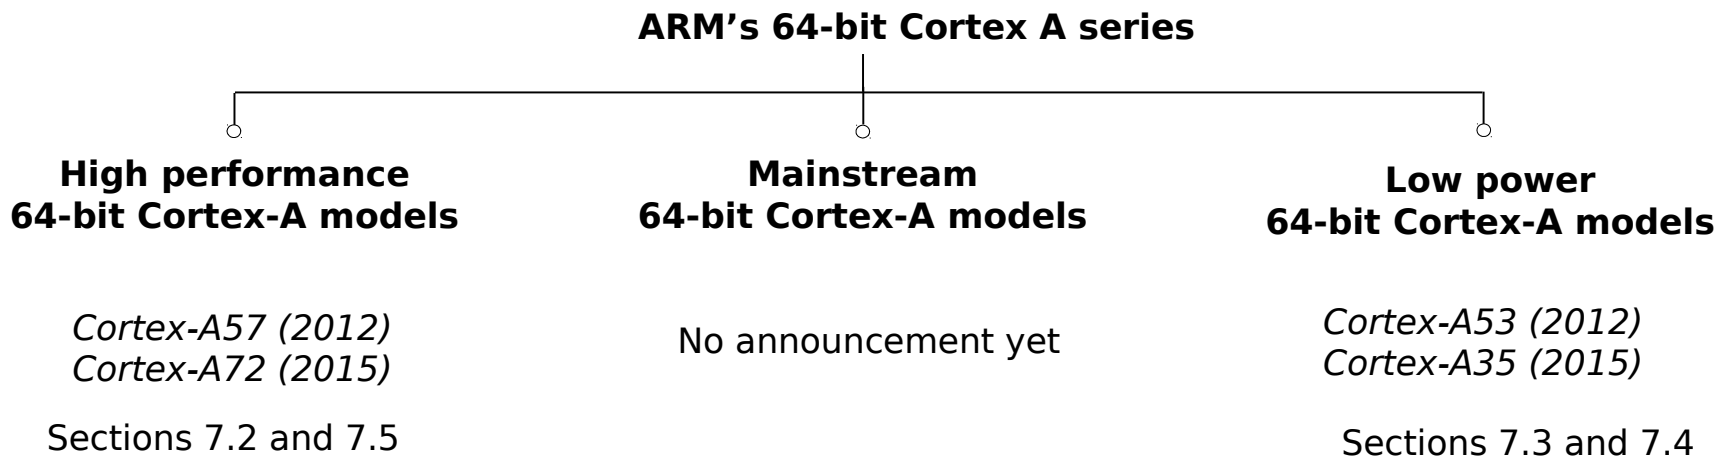 ARM’s 64-bit Cortex A series
High performance
64-bit Cortex-A models
Mainstream
64-bit Cortex-A models
Low power
64-bit Cortex-A models
Cortex-A57 (2012)
Cortex-A72 (2015)
No announcement yet
Cortex-A53 (2012)
Cortex-A35 (2015)
Sections 7.2 and 7.5
Sections 7.3 and 7.4